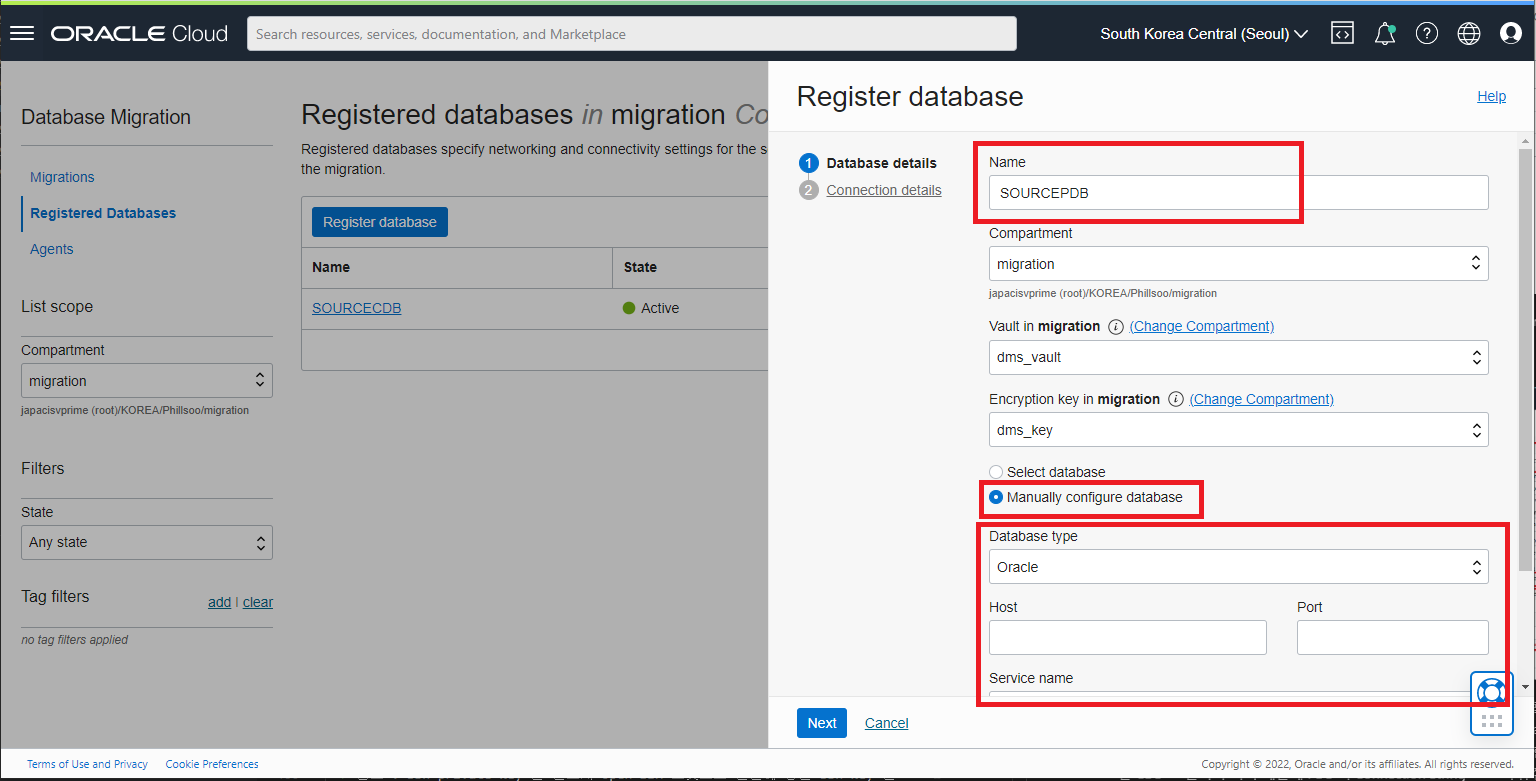 ORACLE Cloud
Search resources, services, documentation, and Marketplace
South Korea Central (Seoul)
Database Migration
Migrations
Registered Databases
Agents
List scope
Compartment
migration
japacisvprime (root)/KOREA/Phillsoo/migration
Filters
State
Any state
Tag filters
add | clear
no tag filters applied
Registered databases in migration Co
Registered databases specify networking and connectivity settings for the s
the migration.
Register database
Name State
SOURCECDB Active
Register database
Help
1 Database details
2 Connection details
Name
SOURCEPDB
Compartment
migration
japacisvprime (root)/KOREA/Phillsoo/migration
Vault in migration (Change Compartment)
dms_vault
Encryption key in migration (Change Compartment)
dms_key
Select database
Manually configure database
Database type
Oracle
Host Port
Service name
Next Cancel
Terms of Use and Privacy Cookie Preferences
Copyright © 2022, Oracle and/or its affiliates. All rights reserved.